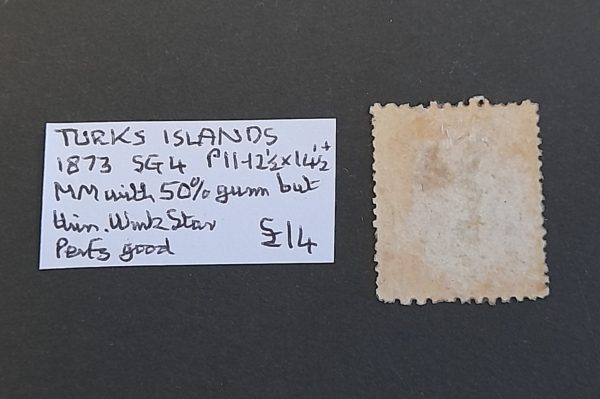 TURKS ISLANDS
1873 SG4 P11-12½x14½+
MM with 50% gum but
thin. Wmk Star
Perfs good £14